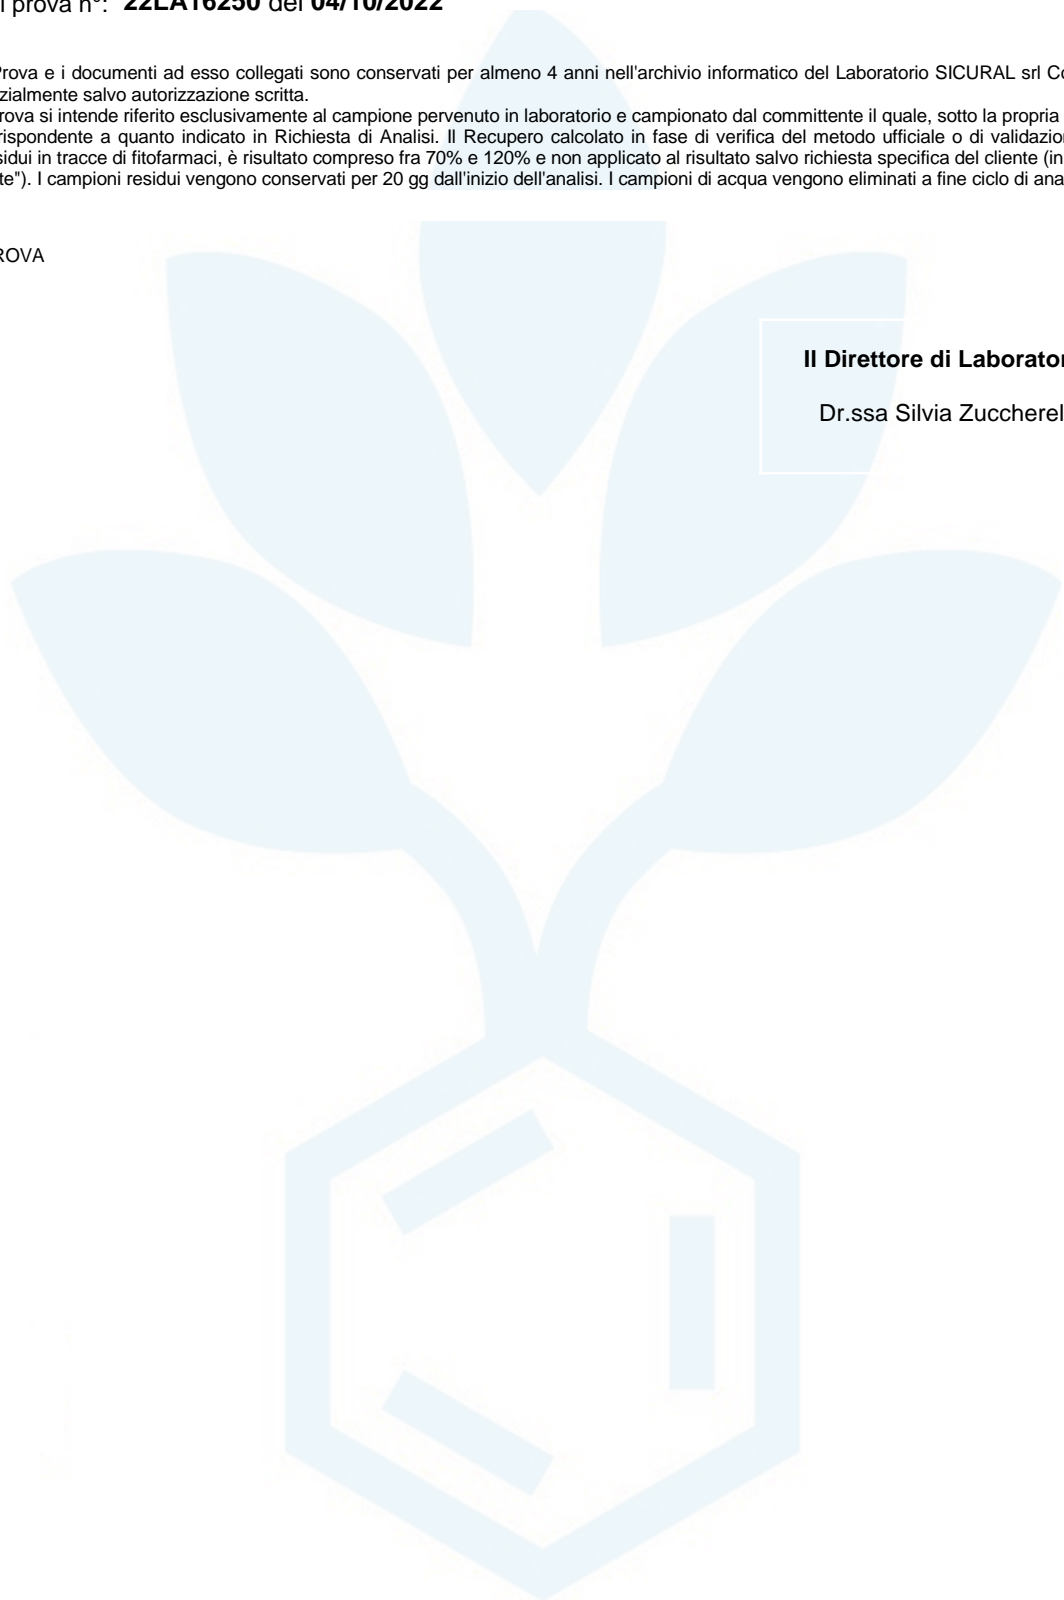 i prova n°: 22LA16250 del 04/10/2022
Prova e i documenti ad esso collegati sono conservati per almeno 4 anni nell'archivio informatico del Laboratorio SICURAL srl Co
zialmente salvo autorizzazione scritta.
rova si intende riferito esclusivamente al campione pervenuto in laboratorio e campionato dal committente il quale, sotto la propria
rispondente a quanto indicato in Richiesta di Analisi. Il Recupero calcolato in fase di verifica del metodo ufficiale o di validazion
sidui in tracce di fitofarmaci, è risultato compreso fra 70% e 120% e non applicato al risultato salvo richiesta specifica del cliente (in
te"). I campioni residui vengono conservati per 20 gg dall'inizio dell'analisi. I campioni di acqua vengono eliminati a fine ciclo di ana
ROVA
Il Direttore di Laborator
Dr.ssa Silvia Zuccherel